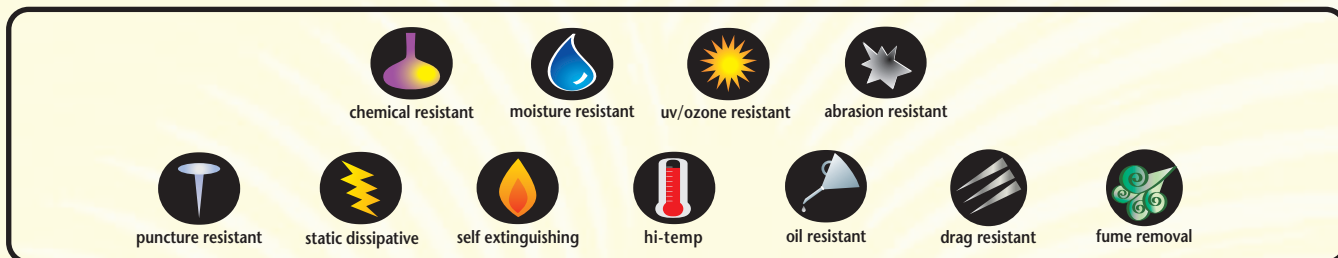 chemical resistant moisture resistant uv/ozone resistant abrasion resistant
puncture resistant static dissipative self extinguishing hi-temp oil resistant drag resistant fume removal